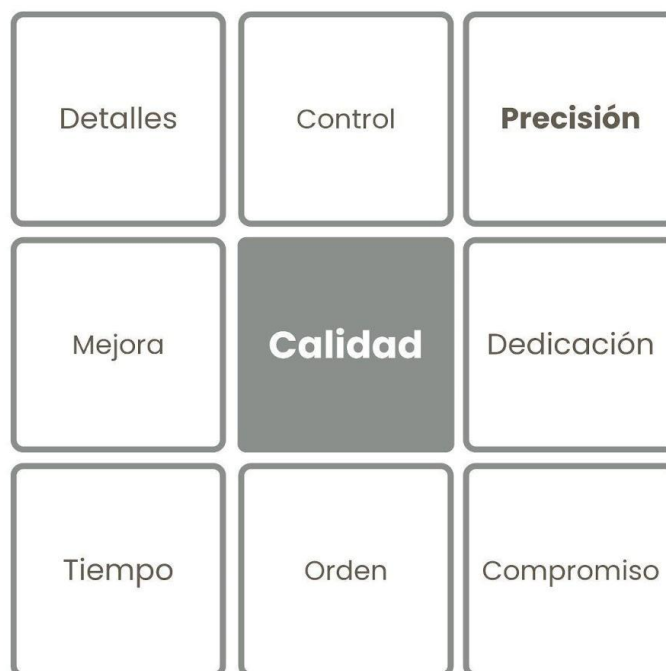 Detalles
Control
Precisión
Mejora
Calidad
Dedicación
Tiempo
Orden
Compromiso